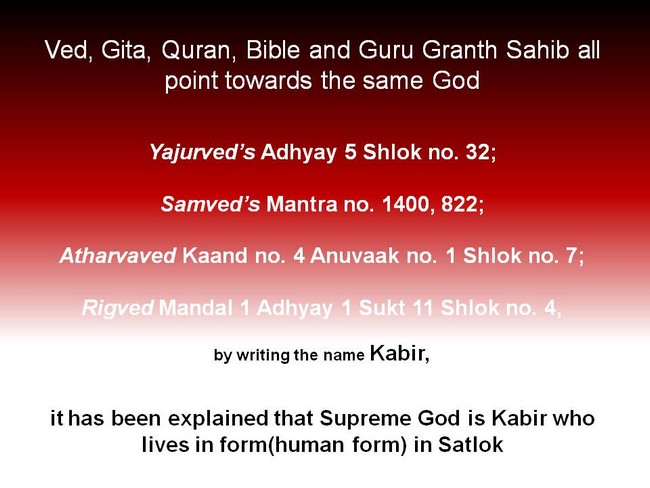 Ved, Gita, Quran, Bible and Guru Granth Sahib all
point towards the same God
Yajurved's Adhyay 5 Shlok no. 32;
Samved's Mantra no. 1400, 822;
Atharvaved Kaand no. 4 Anuvaak no. 1 Shlok no. 7;
Rigved Mandal 1 Adhyay 1 Sukt 11 Shlok no. 4,
by writing the name Kabir,
it has been explained that Supreme God is Kabir who
lives in form(human form) in Satlok